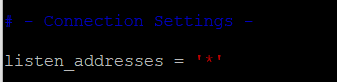 # - Connection Settings -
listen_addresses = '*'